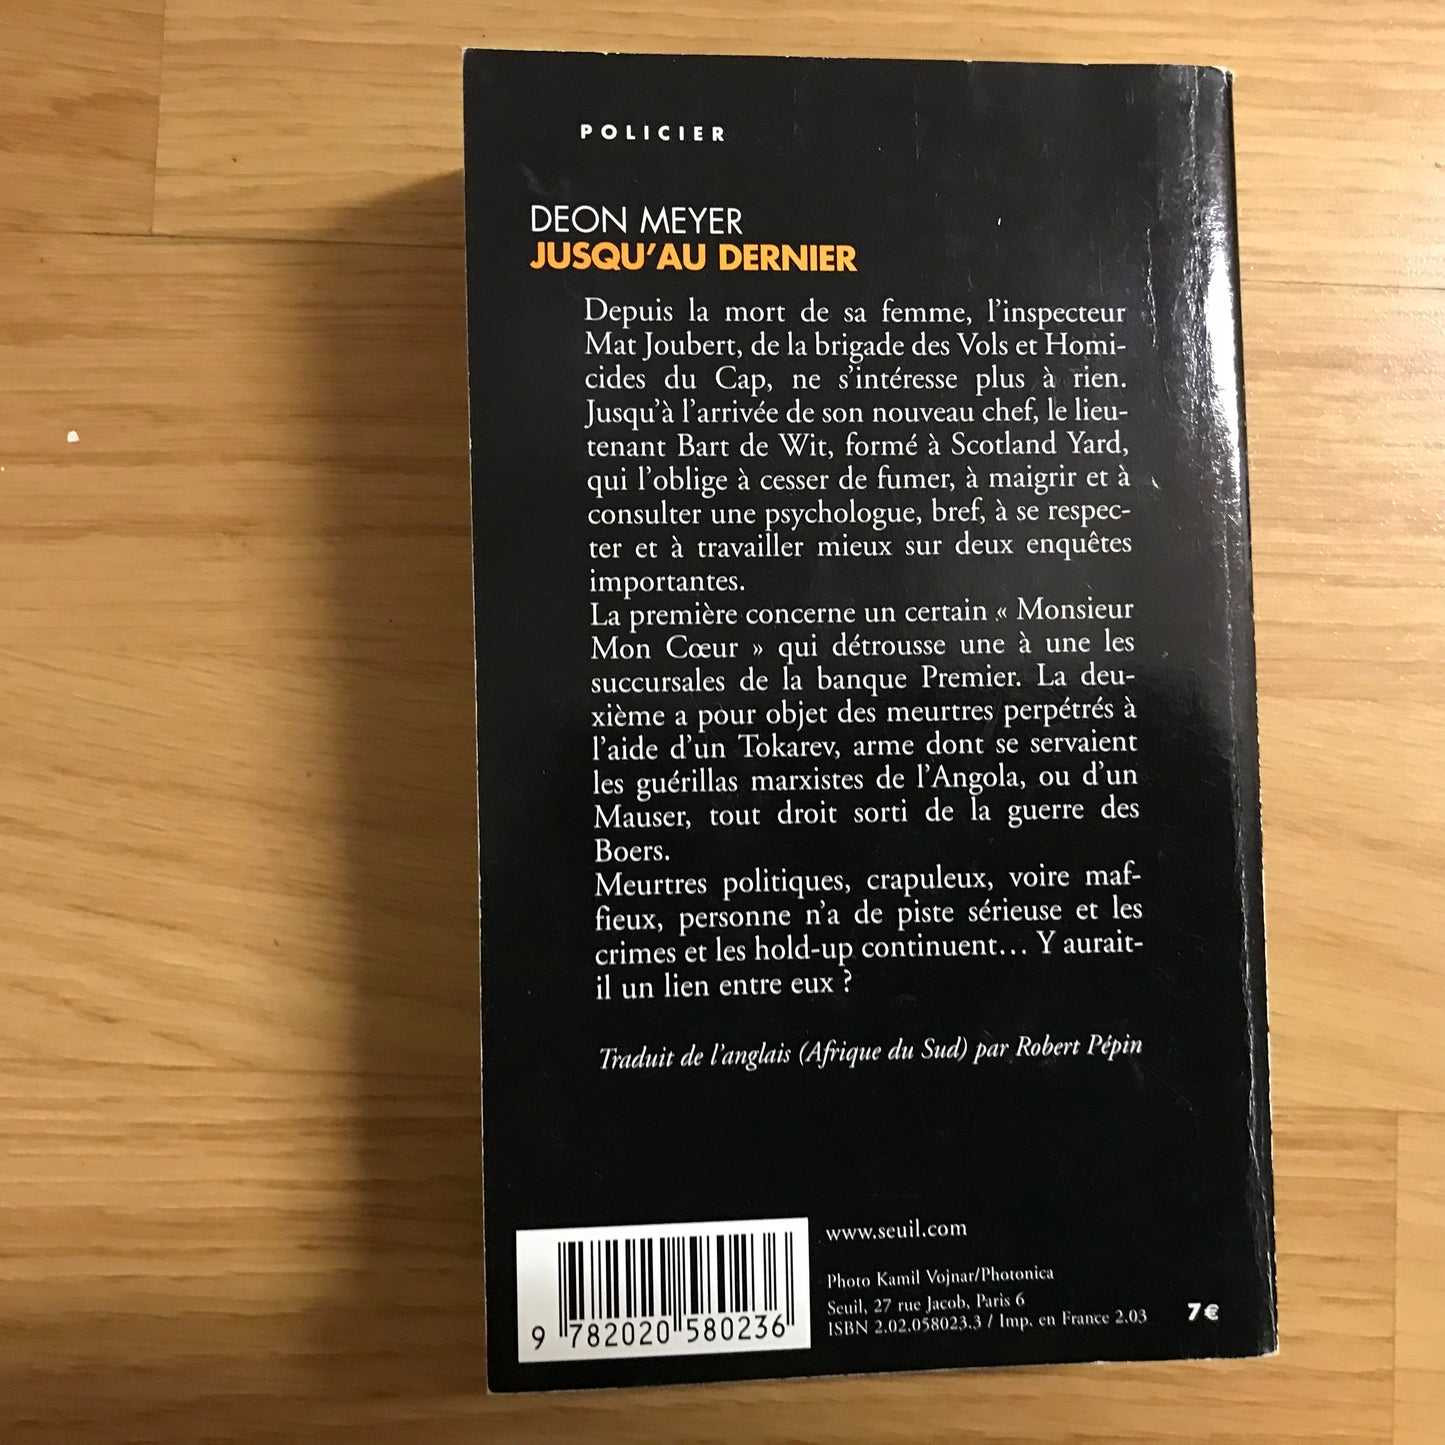 POLICIER
DEON MEYER
JUSQU'AU DERNIER
Depuis la mort de sa femme, l'inspecteur
Mat Joubert, de la brigade des Vols et Homi-
cides du Cap, ne s'intéresse plus à rien.
Jusqu'à l'arrivée de son nouveau chef, le lieu-
tenant Bart de Wit, formé à Scotland Yard,
qui l'oblige à cesser de fumer, à maigrir et à
consulter une psychologue, bref, à se respec-
ter et à travailler mieux sur deux enquêtes
importantes.
La première concerne un certain « Monsieur
Mon Cœur » qui détrousse une à une les
succursales de la banque Premier. La deu-
xième a pour objet des meurtres perpétrés à
l'aide d'un Tokarev, arme dont se servaient
les guérillas marxistes de l'Angola, ou d'un
Mauser, tout droit sorti de la guerre des
Boers.
Meurtres politiques, crapuleux, voire maf-
fieux, personne n'a de piste sérieuse et les
crimes et les hold-up continuent… Y aurait-
il un lien entre eux ?
Traduit de l'anglais (Afrique du Sud) par Robert Pépin
www.seuil.com
Photo Kamil Vojnar/Photonica
Seuil, 27 rue Jacob, Paris 6
ISBN 2.02.058023.3 / Imp. en France 2.03
7 €
9 782020 580236